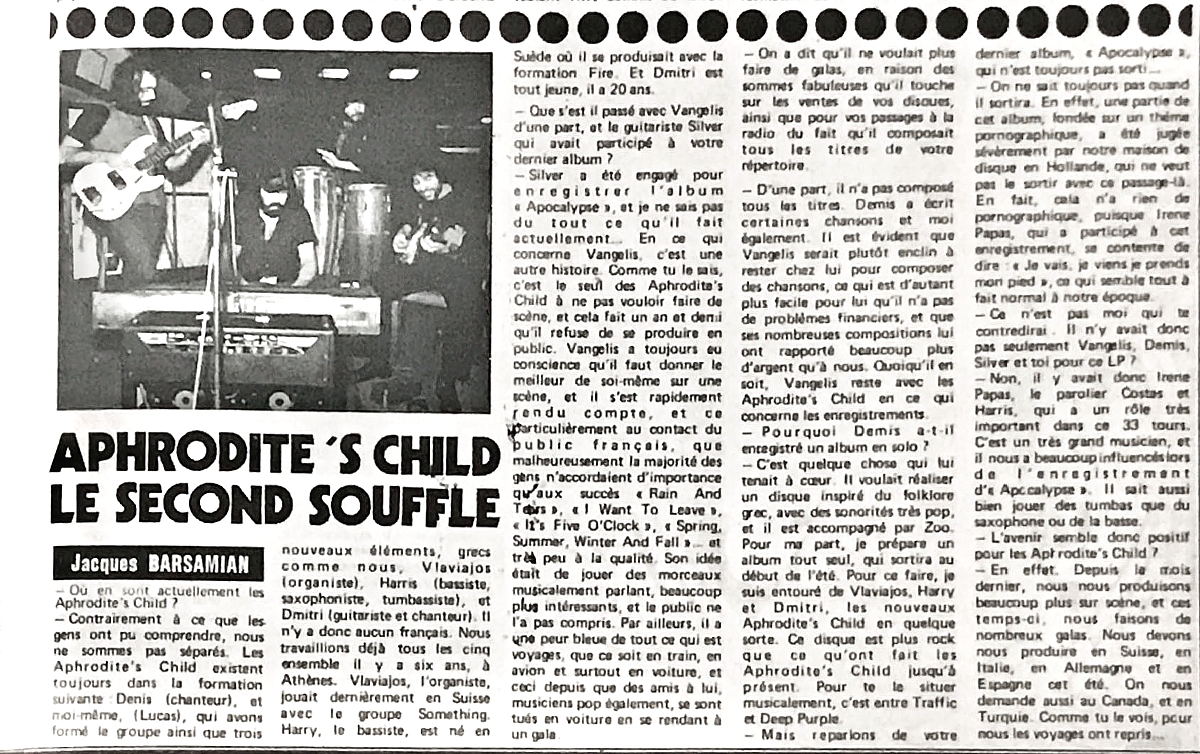 APHRODITE 'S CHILD
LE SECOND SOUFFLE
Jacques BARSAMIAN
— Où en sont actuellement les
Aphrodite's Child ?
— Contrairement à ce que les
gens ont pu comprendre, nous
ne sommes pas séparés. Les
Aphrodite's Child existent
toujours dans la formation
suivante : Denis (chanteur), et
moi-même, (Lucas), qui avons
formé le groupe ainsi que trois
nouveaux éléments, grecs
comme nous, Vlaviajos
(organiste), Harris (bassiste,
saxophoniste, tumbassiste), et
Dmitri (guitariste et chanteur). Il
n'y a donc aucun français. Nous
travaillions déjà tous les cinq
ensemble il y a six ans, à
Athènes. Vlaviajos, l'organiste,
jouait dernièrement en Suisse
avec le groupe Something.
Harry, le bassiste, est né en
Suède où il se produisait avec la
formation Fire. Et Dmitri est
tout jeune, il a 20 ans.
— Que s'est il passé avec Vangelis
d'une part, et le guitariste Silver
qui avait participé à votre
dernier album ?
— Silver a été engagé pour
enregistrer l'album
« Apocalypse », et je ne sais pas
du tout ce qu'il fait
actuellement... En ce qui
concerne Vangelis, c'est une
autre histoire. Comme tu le sais,
c'est le seul des Aphrodite's
Child à ne pas vouloir faire de
scène, et cela fait un an et demi
qu'il refuse de se produire en
public. Vangelis a toujours eu
conscience qu'il faut donner le
meilleur de soi-même sur une
scène, et il s'est rapidement
rendu compte, et ce
particulièrement au contact du
public français, que
malheureusement la majorité des
gens n'accordaient d'importance
qu'aux succès « Rain And
Tears », « I Want To Leave »,
« It's Five O'Clock », « Spring,
Summer, Winter And Fall »... et
très peu à la qualité. Son idée
était de jouer des morceaux
musicalement parlant, beaucoup
plus intéressants, et le public ne
l'a pas compris. Par ailleurs, il a
une peur bleue de tout ce qui est
voyages, que ce soit en train, en
avion et surtout en voiture, et
ceci depuis que des amis à lui,
musiciens pop également, se sont
tués en voiture en se rendant à
un gala.
— On a dit qu'il ne voulait plus
faire de galas, en raison des
sommes fabuleuses qu'il touche
sur les ventes de vos disques,
ainsi que pour vos passages à la
radio du fait qu'il composait
tous les titres de votre
répertoire.
— D'une part, il n'a pas composé
tous les titres. Demis a écrit
certaines chansons et moi
également. Il est évident que
Vangelis serait plutôt enclin à
rester chez lui pour composer
des chansons, ce qui est d'autant
plus facile pour lui qu'il n'a pas
de problèmes financiers, et que
ses nombreuses compositions lui
ont rapporté beaucoup plus
d'argent qu'à nous. Quoiqu'il en
soit, Vangelis reste avec les
Aphrodite's Child en ce qui
concerne les enregistrements.
— Pourquoi Demis a-t-il
enregistré un album en solo ?
— C'est quelque chose qui lui
tenait à cœur. Il voulait réaliser
un disque inspiré du folklore
grec, avec des sonorités très pop,
et il est accompagné par Zoo.
Pour ma part, je prépare un
album tout seul, qui sortira au
début de l'été. Pour ce faire, je
suis entouré de Vlaviajos, Harry
et Dmitri, les nouveaux
Aphrodite's Child en quelque
sorte. Ce disque est plus rock
que ce qu'ont fait les
Aphrodite's Child jusqu'à
présent. Pour te le situer
musicalement, c'est entre Traffic
et Deep Purple.
— Mais reparlons de votre
dernier album, « Apocalypse »,
qui n'est toujours pas sorti...
— On ne sait toujours pas quand
il sortira. En effet, une partie de
cet album, fondée sur un thème
pornographique, a été jugée
sévèrement par notre maison de
disque en Hollande, qui ne veut
pas le sortir avec ce passage-là.
En fait, cela n'a rien de
pornographique, puisque Irene
Papas, qui a participé à cet
enregistrement, se contente de
dire : « Je vais, je viens je prends
mon pied », ce qui semble tout à
fait normal à notre époque.
— Ce n'est pas moi qui te
contredirai . Il n'y avait donc
pas seulement Vangelis, Demis,
Silver et toi pour ce LP ?
— Non, il y avait donc Irene
Papas, le parolier Costas et
Harris, qui a un rôle très
important dans ce 33 tours.
C'est un très grand musicien, et
il nous a beaucoup influencés lors
de l'enregistrement
d'« Apocalypse ». Il sait aussi
bien jouer des tumbas que du
saxophone ou de la basse.
— L'avenir semble donc positif
pour les Aphrodite's Child ?
— En effet. Depuis le mois
dernier, nous nous produisons
beaucoup plus sur scène, et ces
temps-ci, nous faisons de
nombreux galas. Nous devons
nous produire en Suisse, en
Italie, en Allemagne et en
Espagne cet été. On nous
demande aussi au Canada, et en
Turquie. Comme tu le vois, pour
nous les voyages ont repris...